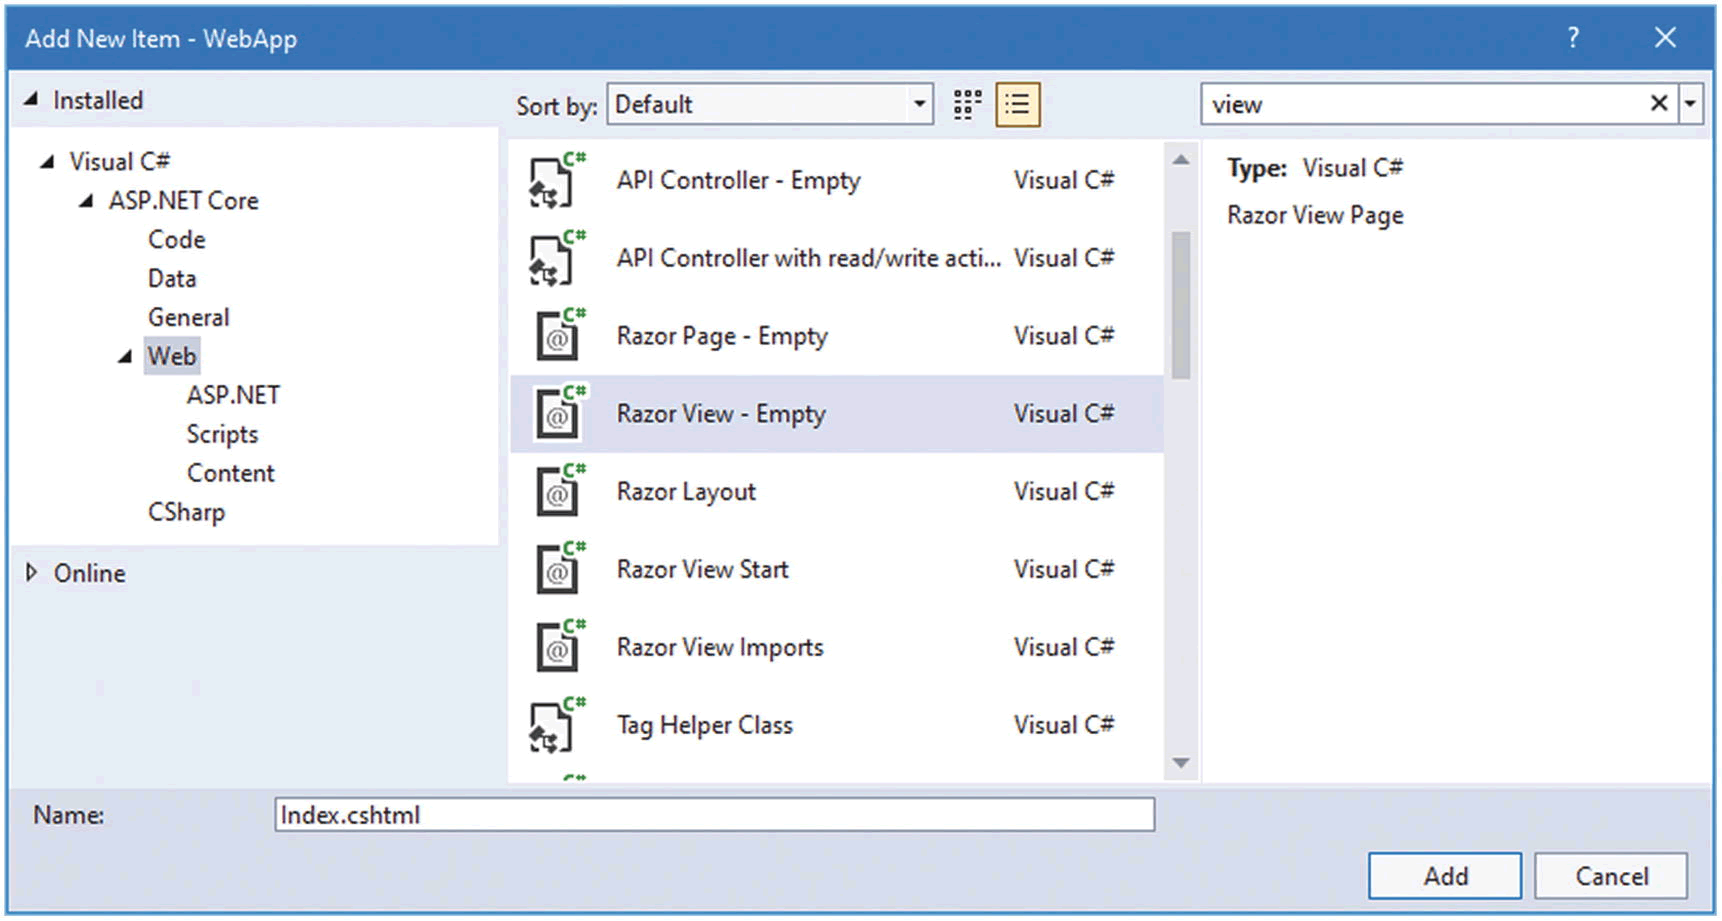 Add New Item - WebApp ?
Installed
Sort by: Default
view
Visual C#
ASP.NET Core
Code
Data
General
Web
ASP.NET
Scripts
Content
CSharp
Online
C# API Controller - Empty Visual C#
C# API Controller with read/write acti... Visual C#
C# @ Razor Page - Empty Visual C#
C# @ Razor View - Empty Visual C#
C# @ Razor Layout Visual C#
C# @ Razor View Start Visual C#
C# @ Razor View Imports Visual C#
C# Tag Helper Class Visual C#
Type: Visual C#
Razor View Page
Name: Index.cshtml
Add Cancel